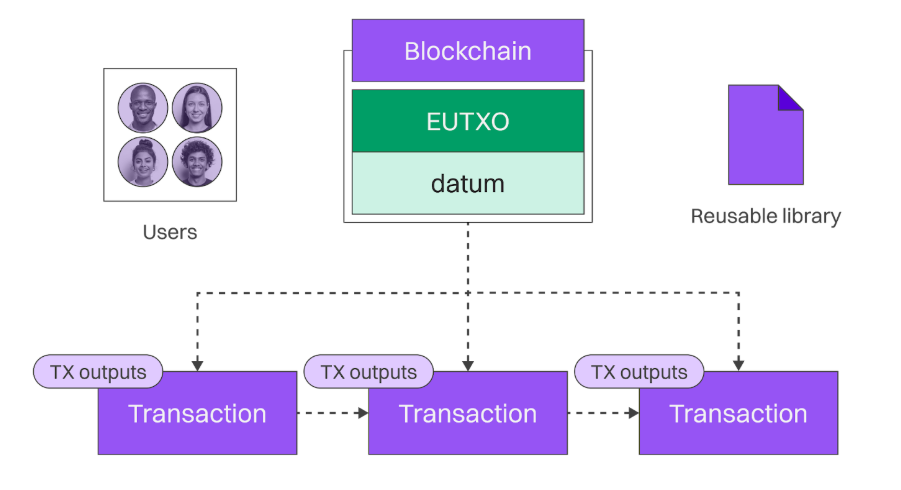 Blockchain
EUTXO
datum
Users
Reusable library
TX outputs
TX outputs
TX outputs
Transaction
Transaction
Transaction